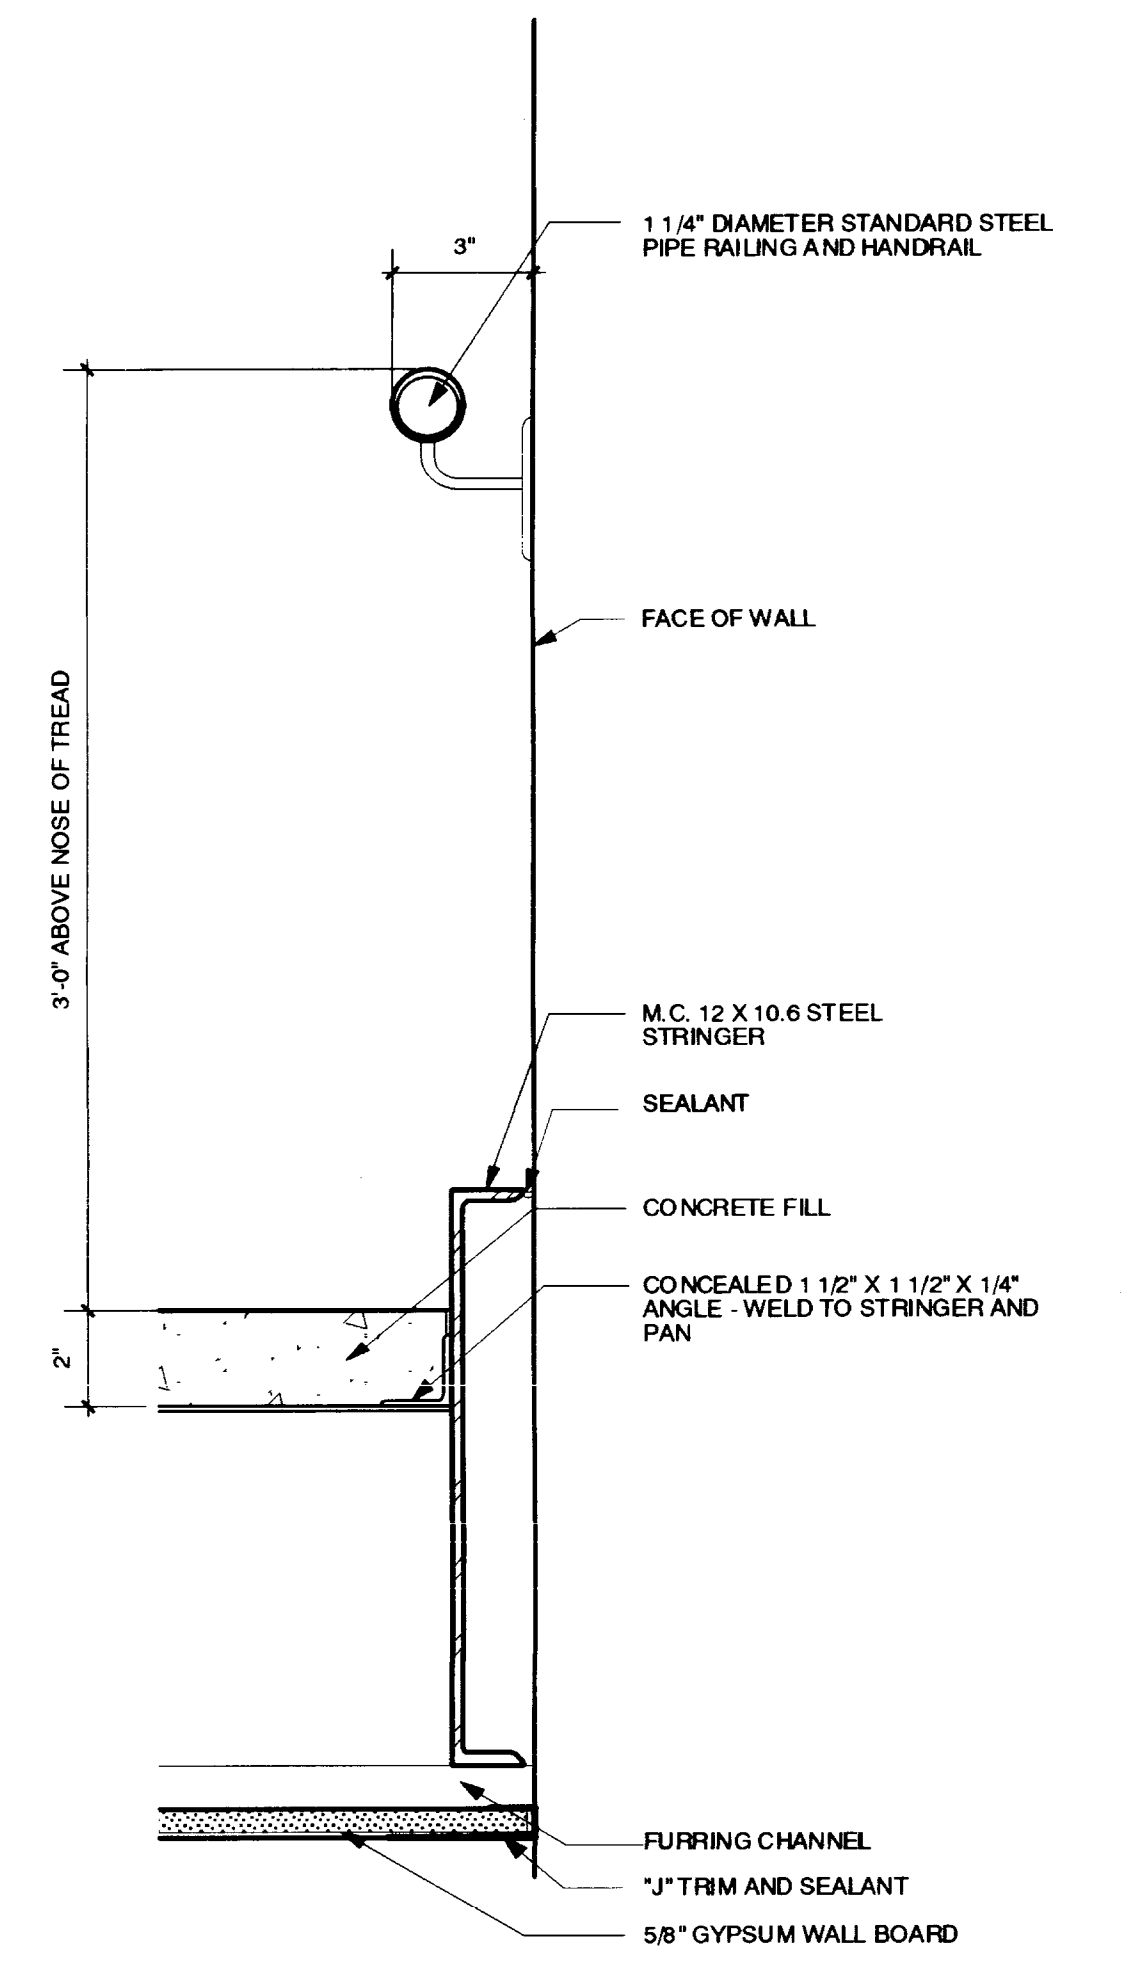 1 1/4" DIAMETER STANDARD STEEL
PIPE RAILING AND HANDRAIL
3"
FACE OF WALL
3'-0" ABOVE NOSE OF TREAD
M.C. 12 X 10.6 STEEL
STRINGER
SEALANT
CONCRETE FILL
CONCEALED 1 1/2" X 1 1/2" X 1/4"
ANGLE - WELD TO STRINGER AND
PAN
2"
FURRING CHANNEL
"J" TRIM AND SEALANT
5/8" GYPSUM WALL BOARD